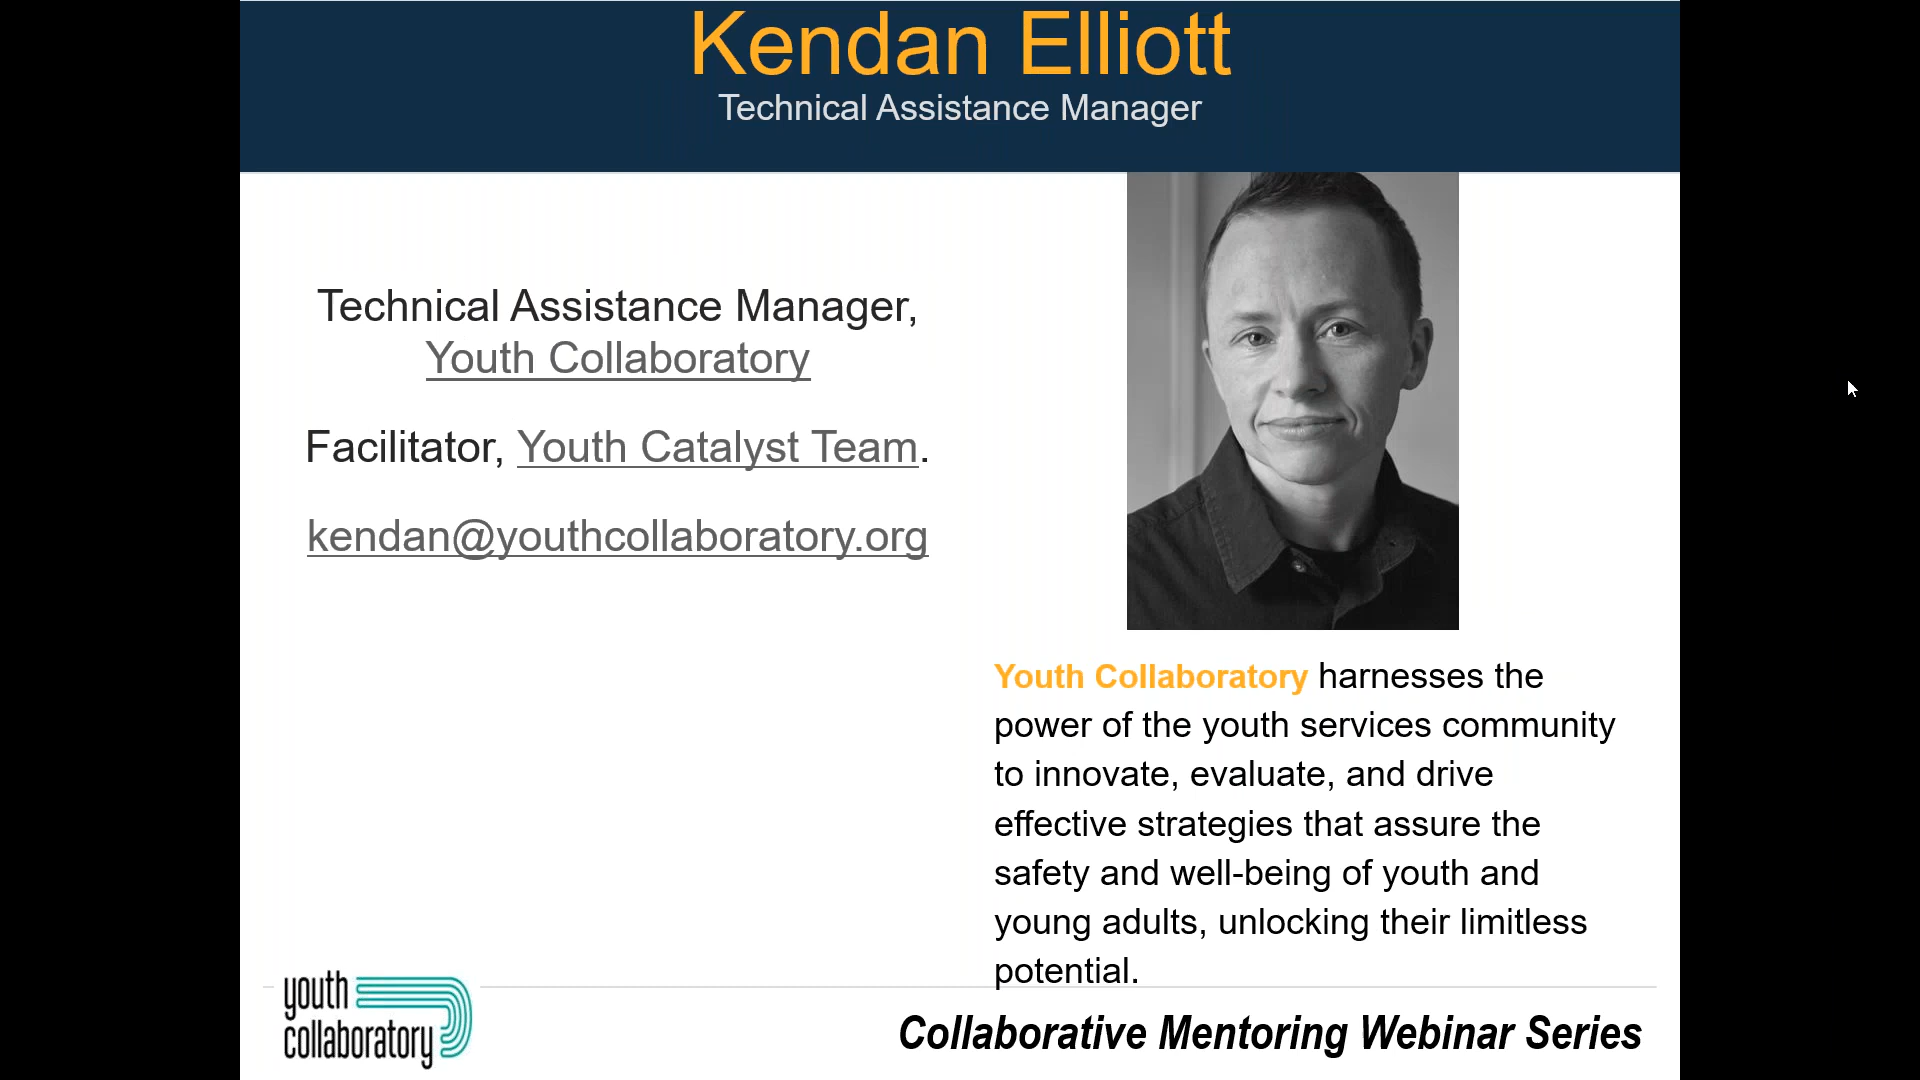 Kendan Elliott
Technical Assistance Manager
Technical Assistance Manager,
Youth Collaboratory
Facilitator, Youth Catalyst Team.
kendan@youthcollaboratory.org
Youth Collaboratory harnesses the
power of the youth services community
to innovate, evaluate, and drive
effective strategies that assure the
safety and well-being of youth and
young adults, unlocking their limitless
potential.
youth
collaboratory
Collaborative Mentoring Webinar Series